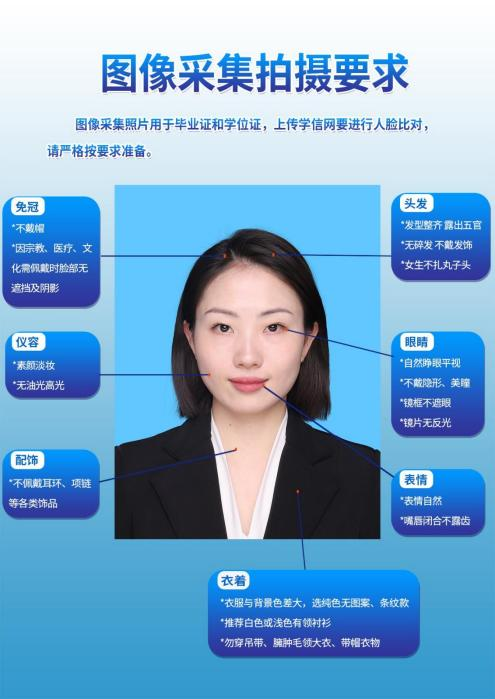 图像采集拍摄要求
图像采集照片用于毕业证和学位证，上传学信网要进行人脸比对，
请严格按要求准备。
免冠
*不戴帽
*因宗教、医疗、文
化需佩戴时脸部无
遮挡及阴影
头发
*发型整齐 露出五官
*无碎发 不戴发饰
*女生不扎丸子头
仪容
*素颜淡妆
*无油光高光
眼睛
*自然睁眼平视
*不戴隐形、美瞳
*镜框不遮眼
*镜片无反光
配饰
*不佩戴耳环、项链
等各类饰品
表情
*表情自然
*嘴唇闭合不露齿
衣着
*衣服与背景色差大，选纯色无图案、条纹款
*推荐白色或浅色有领衬衫
*勿穿吊带、臃肿毛领大衣、带帽衣物